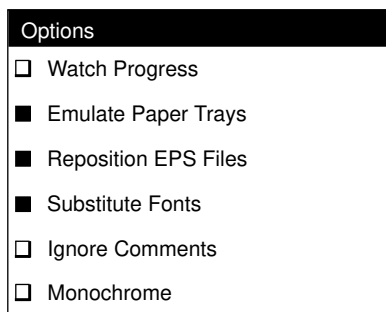 Options
Watch Progress
Emulate Paper Trays
Reposition EPS Files
Substitute Fonts
Ignore Comments
Monochrome